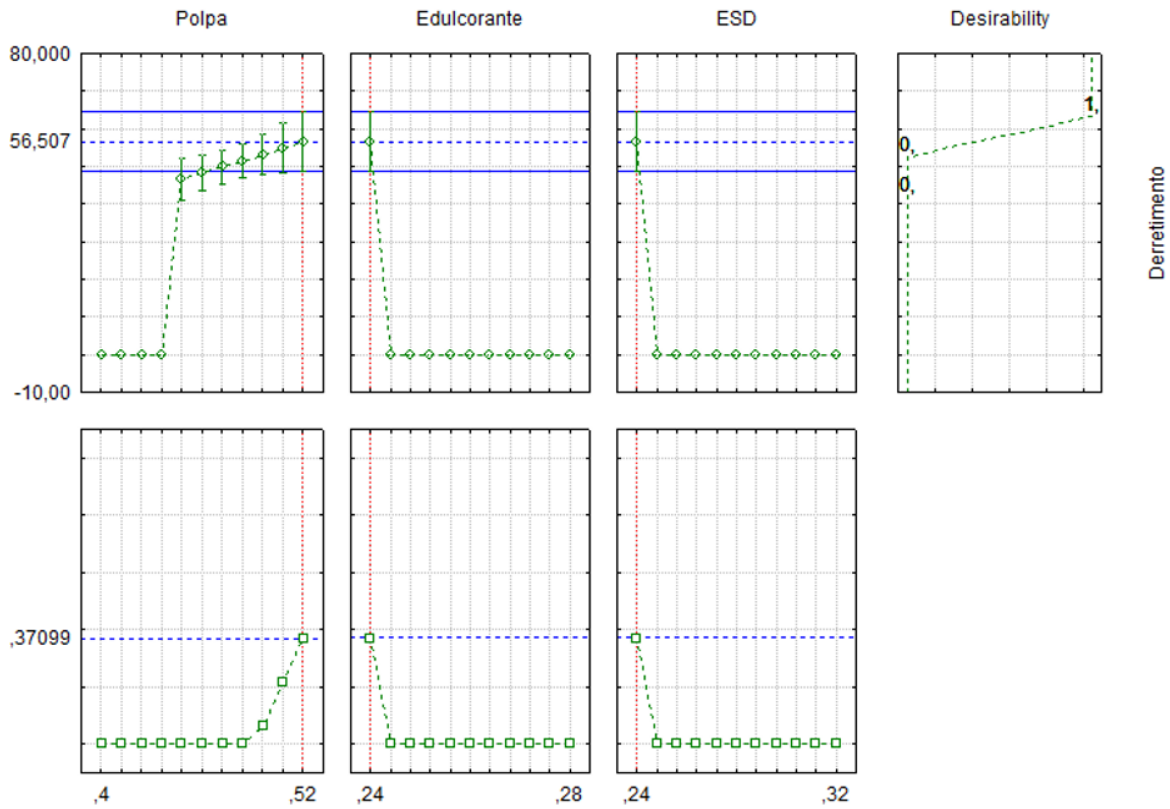 Polpa
Edulcorante
ESD
Desirability
80,000
56,507
-10,00
1,
0,
0,
Derretimento
,37099
,4
,52
,24
,28
,24
,32